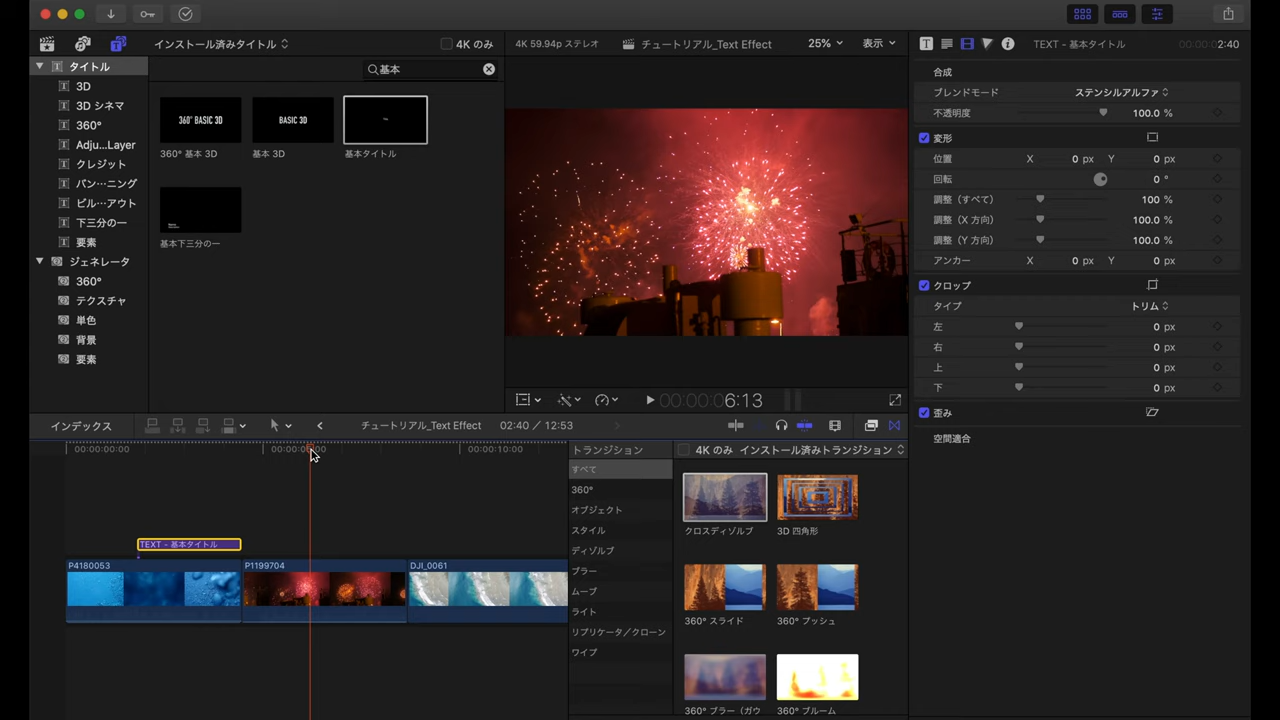 インストール済みタイトル
4K のみ
4K 59.94p ステレオ
チュートリアル_Text Effect
25%
表示
TEXT - 基本タイトル
00:00:02:40
タイトル
3D
3D シネマ
360°
Adju...Layer
クレジット
バン…ニング
ビル…アウト
下三分の一
要素
ジェネレータ
360°
テクスチャ
単色
背景
要素
基本
360° BASIC 3D
BASIC 3D
360° 基本 3D
基本 3D
基本タイトル
基本下三分の一
合成
ブレンドモード
ステンシルアルファ
不透明度
100.0 %
変形
位置
X
0 px
Y
0 px
回転
0 °
調整（すべて）
100 %
調整（X 方向）
100.0 %
調整（Y 方向）
100.0 %
アンカー
X
0 px
Y
0 px
クロップ
タイプ
トリム
左
0 px
右
0 px
上
0 px
下
0 px
歪み
空間適合
00:00:06:13
インデックス
チュートリアル_Text Effect
02:40 / 12:53
00:00:00:00
00:00:10:00
TEXT - 基本タイトル
P4180053
P1199704
DJI_0061
トランジション
4K のみ
インストール済みトランジション
すべて
360°
オブジェクト
スタイル
ディゾルブ
ブラー
ムーブ
ライト
リプリケータ／クローン
ワイプ
クロスディゾルブ
3D 四角形
360° スライド
360° プッシュ
360° ブラー（ガウ
360° ブルーム